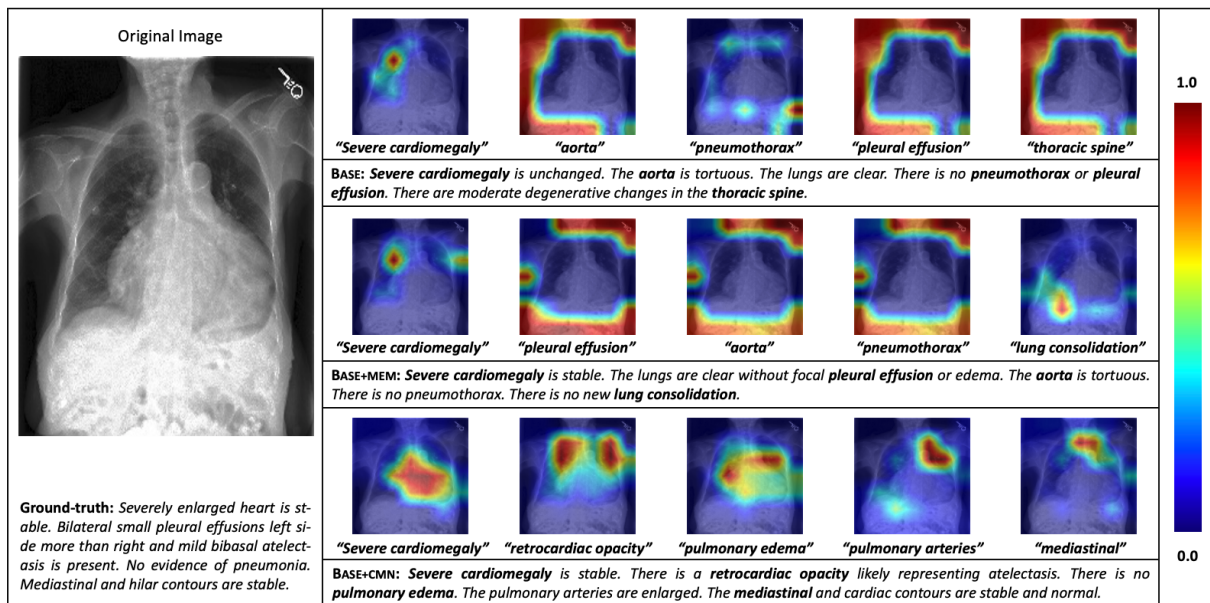 Original Image
Ground-truth: Severely enlarged heart is st-
able. Bilateral small pleural effusions left si-
de more than right and mild bibasal atelect-
asis is present. No evidence of pneumonia.
Mediastinal and hilar contours are stable.
“Severe cardiomegaly” “aorta” “pneumothorax” “pleural effusion” “thoracic spine”
BASE: Severe cardiomegaly is unchanged. The aorta is tortuous. The lungs are clear. There is no pneumothorax or pleural
effusion. There are moderate degenerative changes in the thoracic spine.
“Severe cardiomegaly” “pleural effusion” “aorta” “pneumothorax” “lung consolidation”
BASE+MEM: Severe cardiomegaly is stable. The lungs are clear without focal pleural effusion or edema. The aorta is tortuous.
There is no pneumothorax. There is no new lung consolidation.
“Severe cardiomegaly” “retrocardiac opacity” “pulmonary edema” “pulmonary arteries” “mediastinal”
BASE+CMN: Severe cardiomegaly is stable. There is a retrocardiac opacity likely representing atelectasis. There is no
pulmonary edema. The pulmonary arteries are enlarged. The mediastinal and cardiac contours are stable and normal.
1.0
0.0